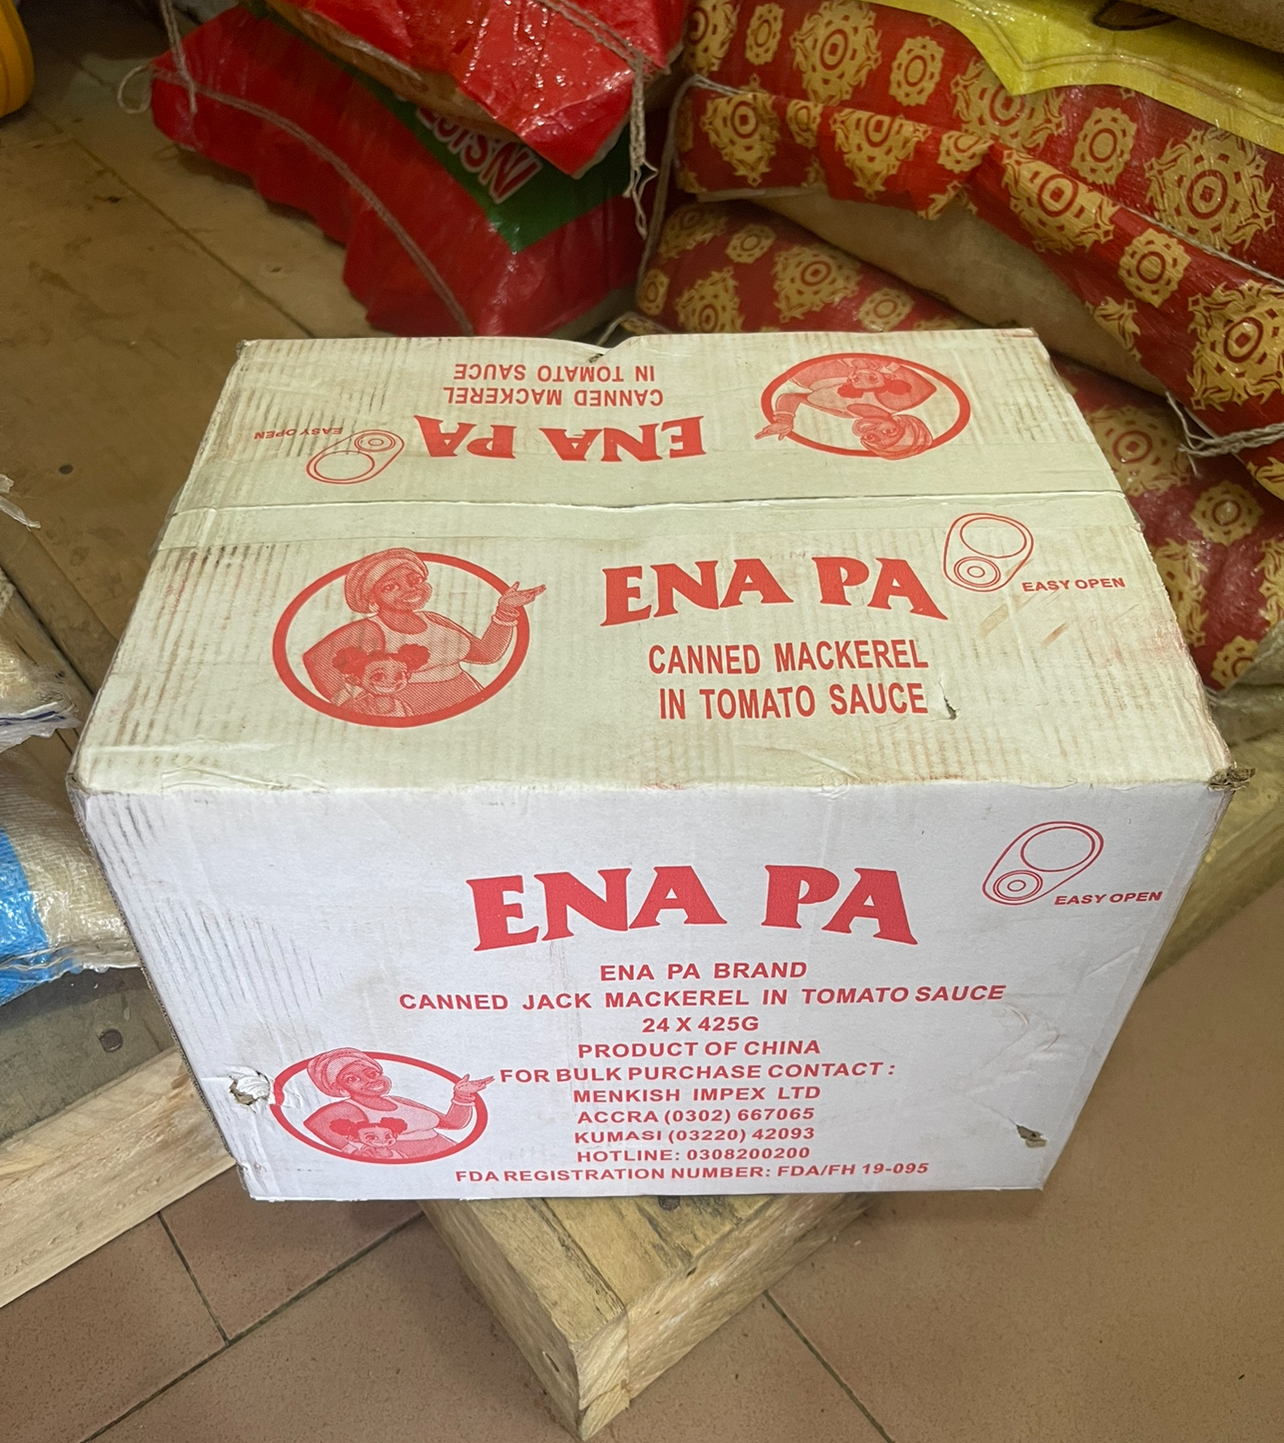 IN TOMATO SAUCE
CANNED MACKEREL
ENA PA
EASY OPEN
ENA PA
EASY OPEN
CANNED MACKEREL
IN TOMATO SAUCE
ENA PA
EASY OPEN
ENA PA BRAND
CANNED JACK MACKEREL IN TOMATO SAUCE
24 X 425G
PRODUCT OF CHINA
FOR BULK PURCHASE CONTACT :
MENKISH IMPEX LTD
ACCRA (0302) 667065
KUMASI (03220) 42093
HOTLINE: 0308200200
FDA REGISTRATION NUMBER: FDA/FH 19-095